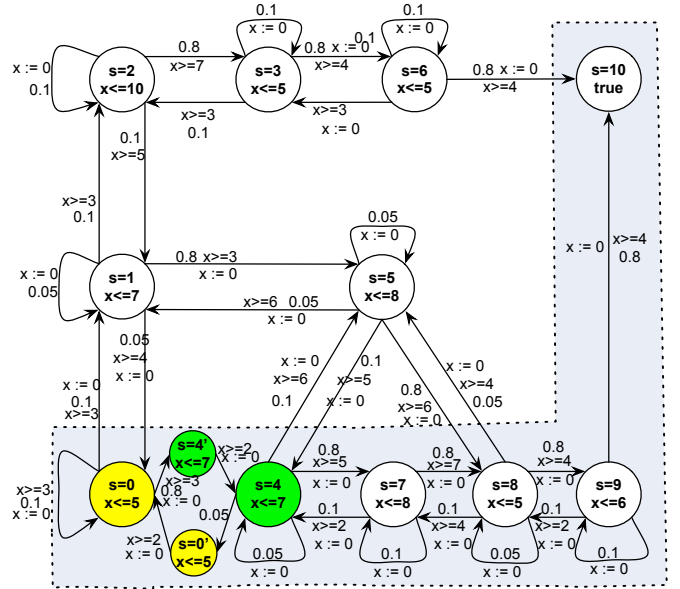 0.1
x := 0
0.1
x := 0
0.8
x>=7
0.8 x := 0
0.1
x>=4
0.8 x := 0
x>=4
x := 0
0.1
s=2
x<=10
s=3
x<=5
s=6
x<=5
s=10
true
x>=3
0.1
x>=3
x := 0
0.1
x>=5
x>=3
0.1
0.05
x := 0
0.8 x>=3
x := 0
x := 0
0.05
s=1
x<=7
s=5
x<=8
x := 0
x>=4
0.8
x>=6 0.05
x := 0
0.05
x>=4
x := 0
x := 0
0.1
x>=3
x := 0
x>=6
0.1
0.1
x>=5
x := 0
0.8
x>=6
x := 0
x := 0
x>=4
0.05
s=4'
x<=7
x>=2
x := 0
0.8
x>=5
x := 0
0.8
x>=7
x := 0
0.8
x>=4
x := 0
x>=3
0.1
x := 0
s=0
x<=5
x>=3
0.8
x := 0
s=4
x<=7
s=7
x<=8
s=8
x<=5
s=9
x<=6
0.05
x>=2
x := 0
s=0'
x<=5
0.1
x>=2
x := 0
0.1
x>=4
x := 0
0.1
x>=2
x := 0
0.05
x := 0
0.1
x := 0
0.05
x := 0
0.1
x := 0